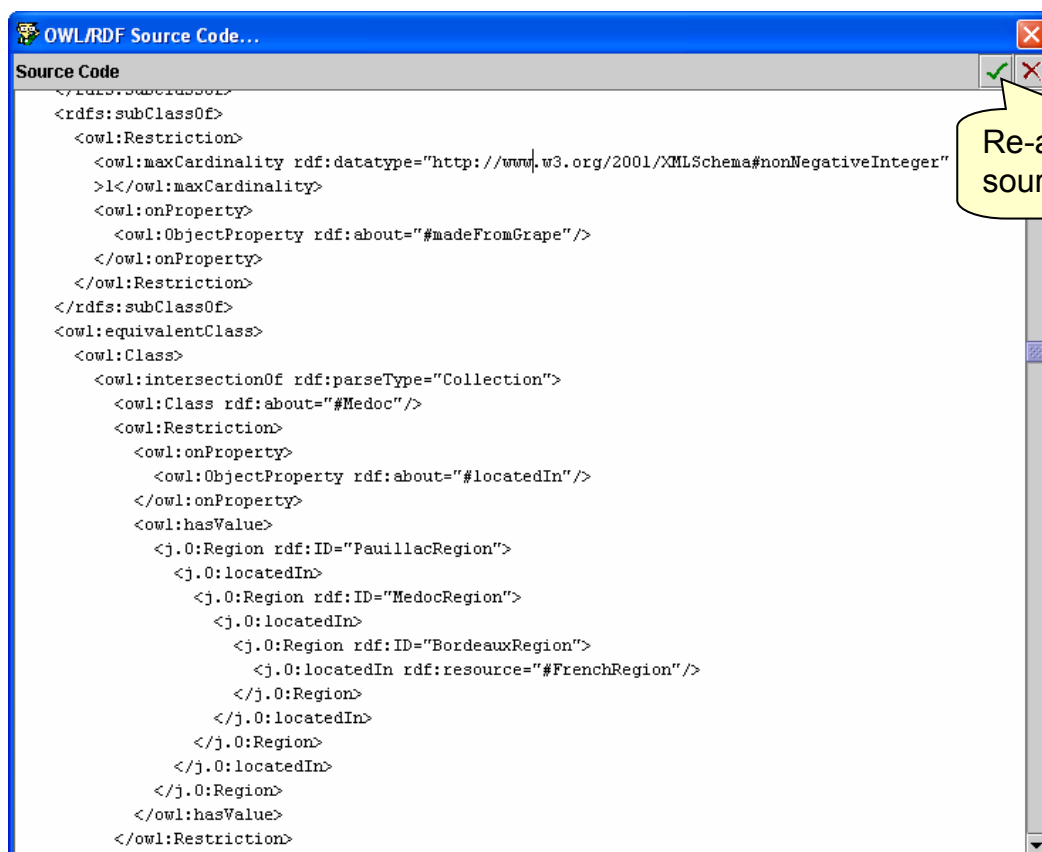 OWL/RDF Source Code...
Source Code
</rdfs:subClassOf>
<rdfs:subClassOf>
<owl:Restriction>
<owl:maxCardinality rdf:datatype="http://www.w3.org/2001/XMLSchema#nonNegativeInteger"
>1</owl:maxCardinality>
<owl:onProperty>
<owl:ObjectProperty rdf:about="#madeFromGrape"/>
</owl:onProperty>
</owl:Restriction>
</rdfs:subClassOf>
<owl:equivalentClass>
<owl:Class>
<owl:intersectionOf rdf:parseType="Collection">
<owl:Class rdf:about="#Medoc"/>
<owl:Restriction>
<owl:onProperty>
<owl:ObjectProperty rdf:about="#locatedIn"/>
</owl:onProperty>
<owl:hasValue>
<j.0:Region rdf:ID="PauillacRegion">
<j.0:locatedIn>
<j.0:Region rdf:ID="MedocRegion">
<j.0:locatedIn>
<j.0:Region rdf:ID="BordeauxRegion">
<j.0:locatedIn rdf:resource="#FrenchRegion"/>
</j.0:Region>
</j.0:locatedIn>
</j.0:Region>
</j.0:locatedIn>
</j.0:Region>
</owl:hasValue>
</owl:Restriction>